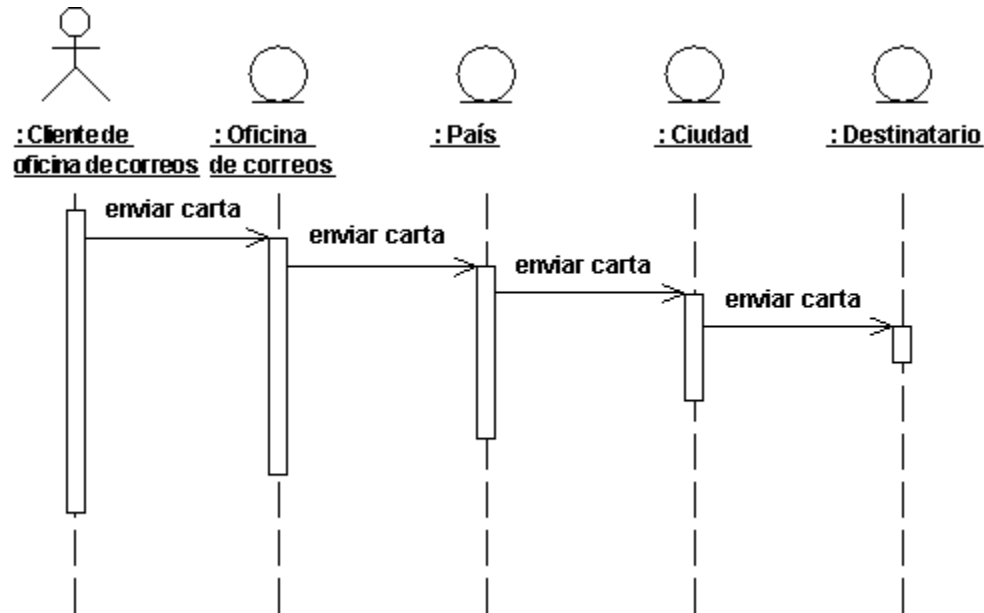 : Cliente de
oficina de correos
: Oficina
de correos
: País
: Ciudad
: Destinatario
enviar carta
enviar carta
enviar carta
enviar carta